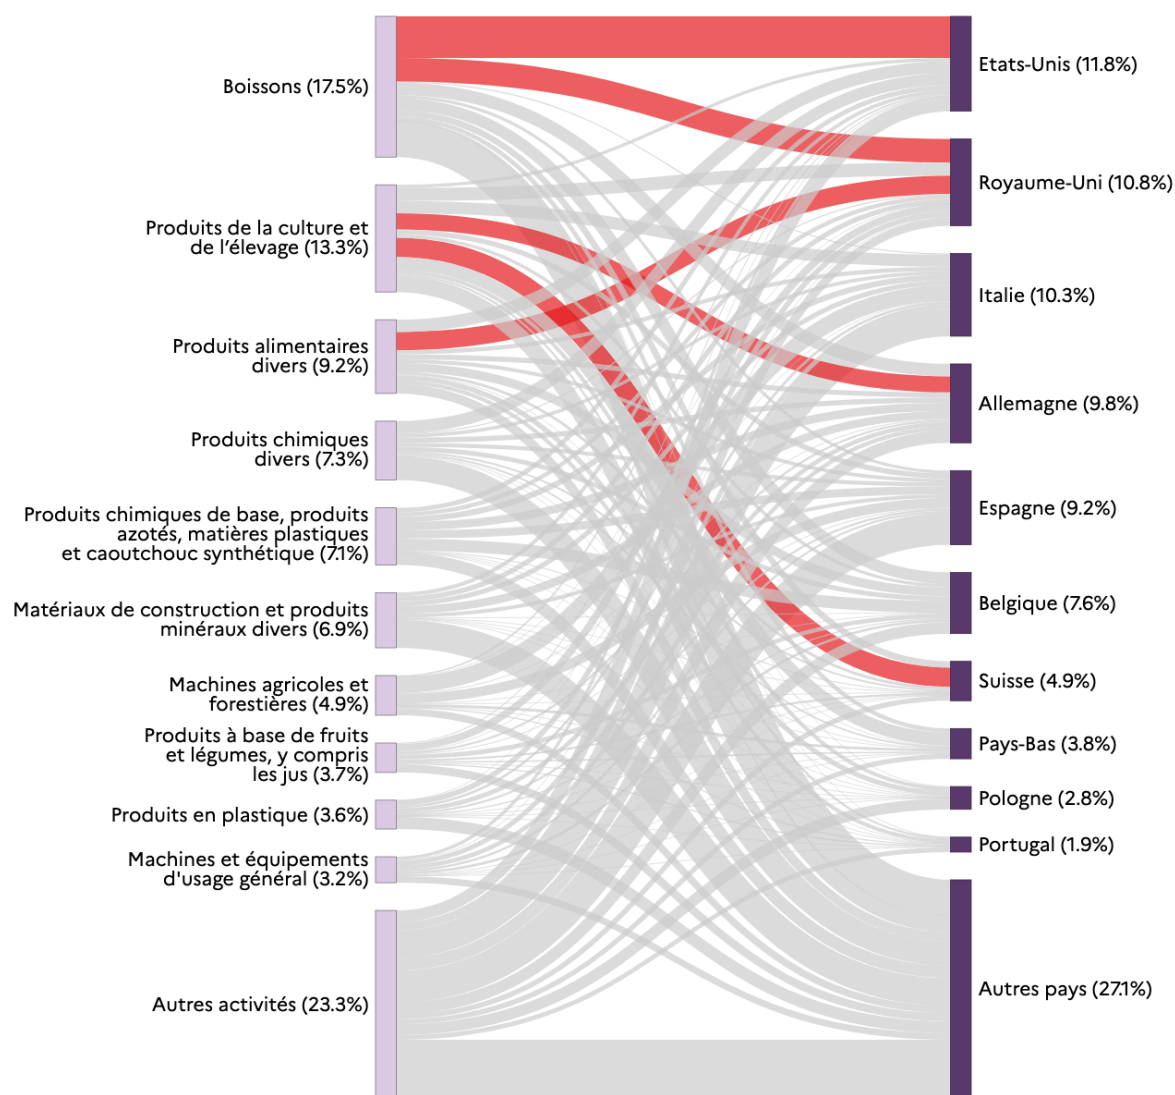 Boissons (17.5%)
Produits de la culture et
de l’élevage (13.3%)
Produits alimentaires
divers (9.2%)
Produits chimiques
divers (7.3%)
Produits chimiques de base, produits
azotés, matières plastiques
et caoutchouc synthétique (7.1%)
Matériaux de construction et produits
minéraux divers (6.9%)
Machines agricoles et
forestières (4.9%)
Produits à base de fruits
et légumes, y compris
les jus (3.7%)
Produits en plastique (3.6%)
Machines et équipements
d'usage général (3.2%)
Autres activités (23.3%)
Etats-Unis (11.8%)
Royaume-Uni (10.8%)
Italie (10.3%)
Allemagne (9.8%)
Espagne (9.2%)
Belgique (7.6%)
Suisse (4.9%)
Pays-Bas (3.8%)
Pologne (2.8%)
Portugal (1.9%)
Autres pays (27.1%)